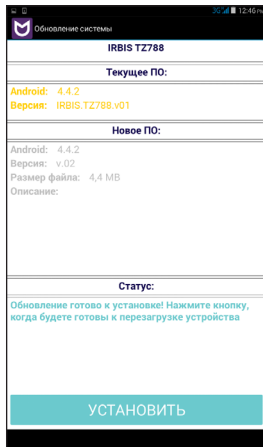 3G 12:46 PM
Обновление системы
IRBIS TZ788
Текущее ПО:
Android: 4.4.2
Версия: IRBIS.TZ788.v01
Новое ПО:
Android: 4.4.2
Версия: v.02
Размер файла: 4,4 MB
Описание:
Статус:
Обновление готово к установке! Нажмите кнопку,
когда будете готовы к перезагрузке устройства
УСТАНОВИТЬ